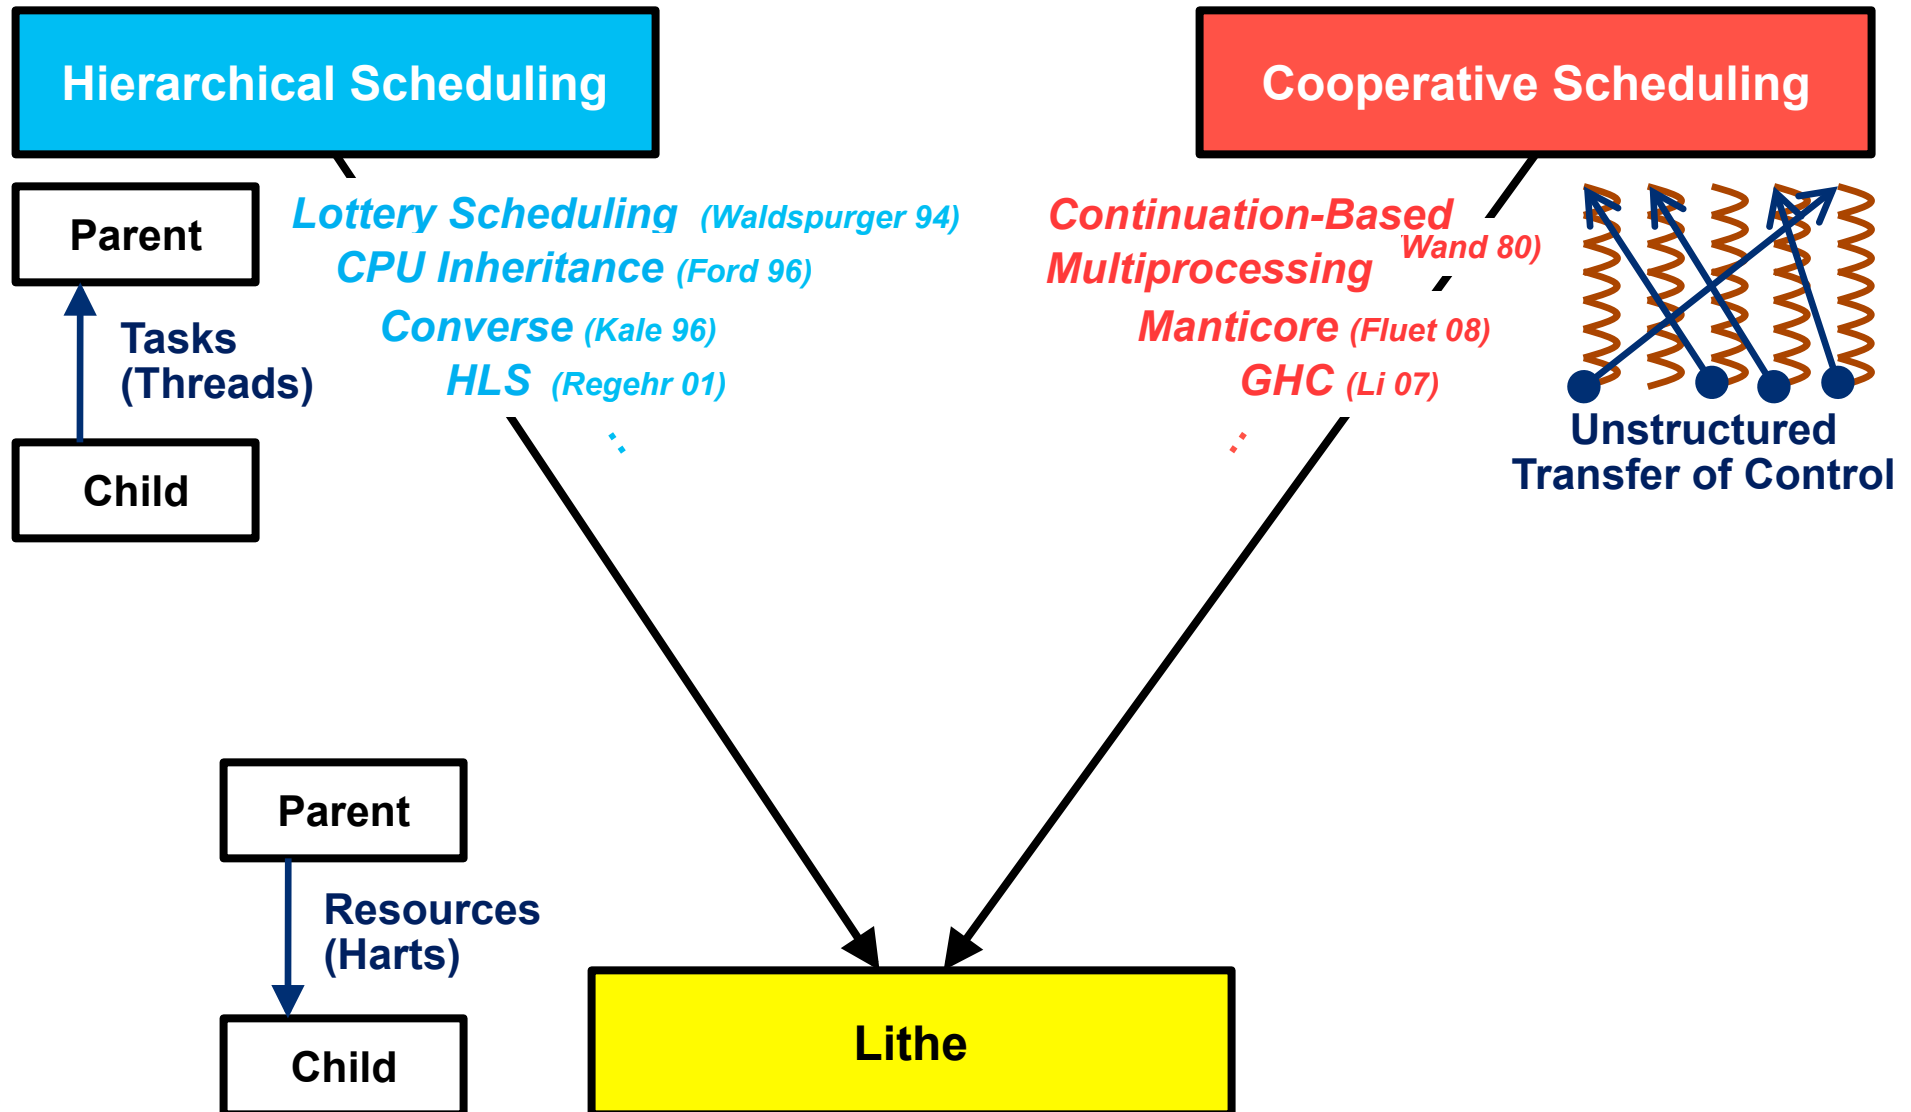 Hierarchical Scheduling
Cooperative Scheduling
Parent
Tasks
(Threads)
Child
Lottery Scheduling (Waldspurger 94)
CPU Inheritance (Ford 96)
Converse (Kale 96)
HLS (Regehr 01)
...
Continuation-Based
Multiprocessing Wand 80)
Manticore (Fluet 08)
GHC (Li 07)
...
Unstructured
Transfer of Control
Parent
Resources
(Harts)
Child
Lithe